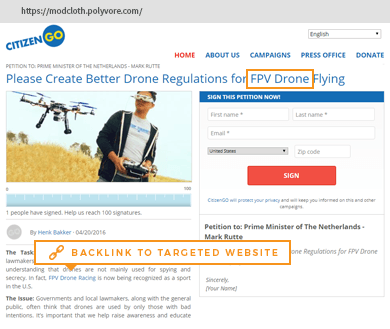 https://modcloth.polyvore.com/
CITIZENGO
English
HOME ABOUT US CAMPAIGNS PRESS OFFICE DONATE
PETITION TO: PRIME MINISTER OF THE NETHERLANDS - MARK RUTTE
Please Create Better Drone Regulations for FPV Drone Flying
SIGN THIS PETITION NOW!
First name * Last name *
Email *
United States Zip code
SIGN
CitizenGO will protect your privacy and will keep you informed on this and other campaigns.
0 100
1 people have signed. Help us reach 100 signatures.
By Henk Bakker - 04/20/2016
Petition to: Prime Minister of The Netherlands -
Mark Rutte
The Task
BACKLINK TO TARGETED WEBSITE
Regulations for FPV Drone
lawmakers
understanding that drones are not mainly used for spying and
secrecy. In fact, FPV Drone Racing is now being recognized as a sport
in the U.S.
Sincerely,
[Your Name]
The Issue: Governments and local lawmakers, along with the general
public, often think that drones are used by only those with bad
intentions. It's important that we help raise awareness and educate